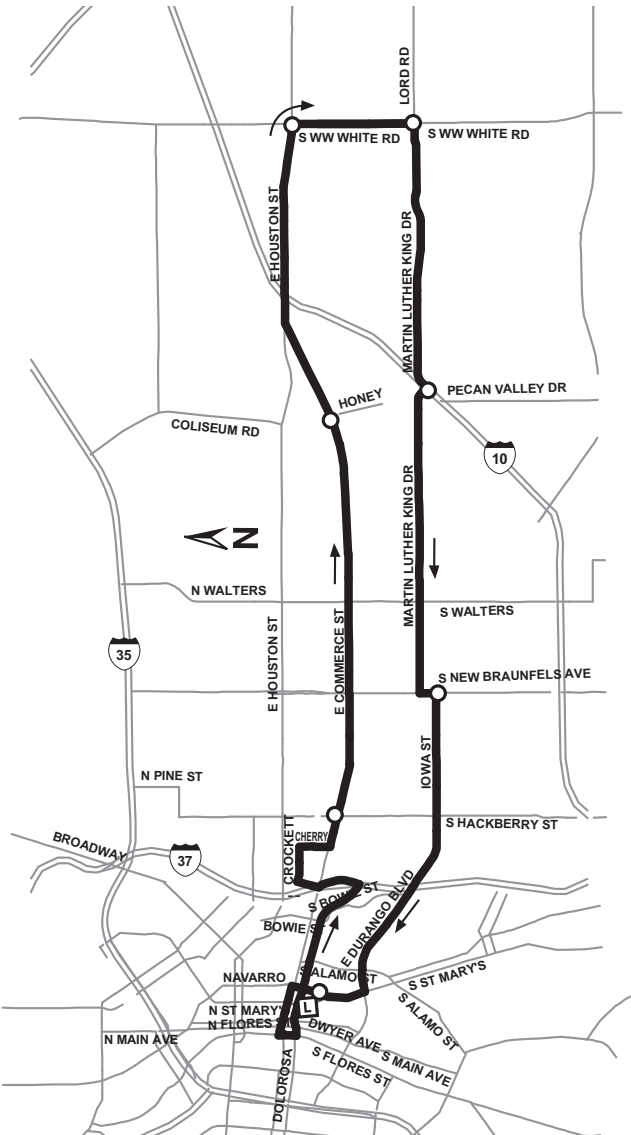 LORD RD
S WW WHITE RD
S WW WHITE RD
E HOUSTON ST
MARTIN LUTHER KING DR
PECAN VALLEY DR
HONEY
COLISEUM RD
10
MARTIN LUTHER KING DR
N
N WALTERS
S WALTERS
35
E HOUSTON ST
E COMMERCE ST
S NEW BRAUNFELS AVE
IOWA ST
N PINE ST
S HACKBERRY ST
CROCKETT
CHERRY
BROADWAY
37
S BOWIE ST
BOWIE ST
E DURANGO BLVD
NAVARRO
S ALAMO ST
S ST MARY'S
N ST MARY'S
L
S ALAMO ST
N FLORES ST
DWYER AVE
S MAIN AVE
N MAIN AVE
S FLORES ST
DOLOROSA